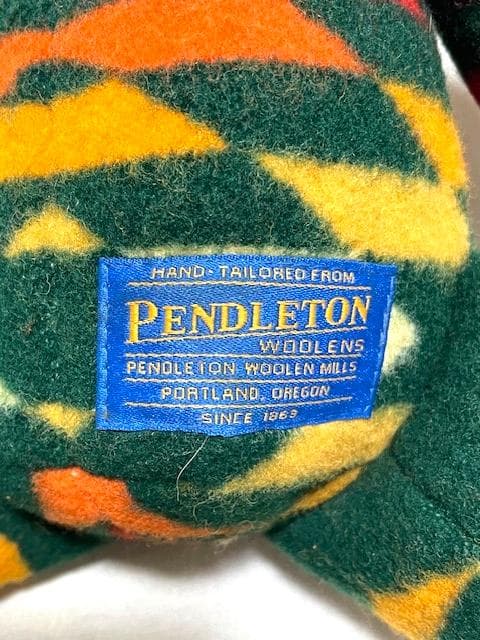 HAND-TAILORED FROM
PENDLETON
WOOLENS
PENDLETON WOOLEN MILLS
PORTLAND, OREGON
SINCE 1863